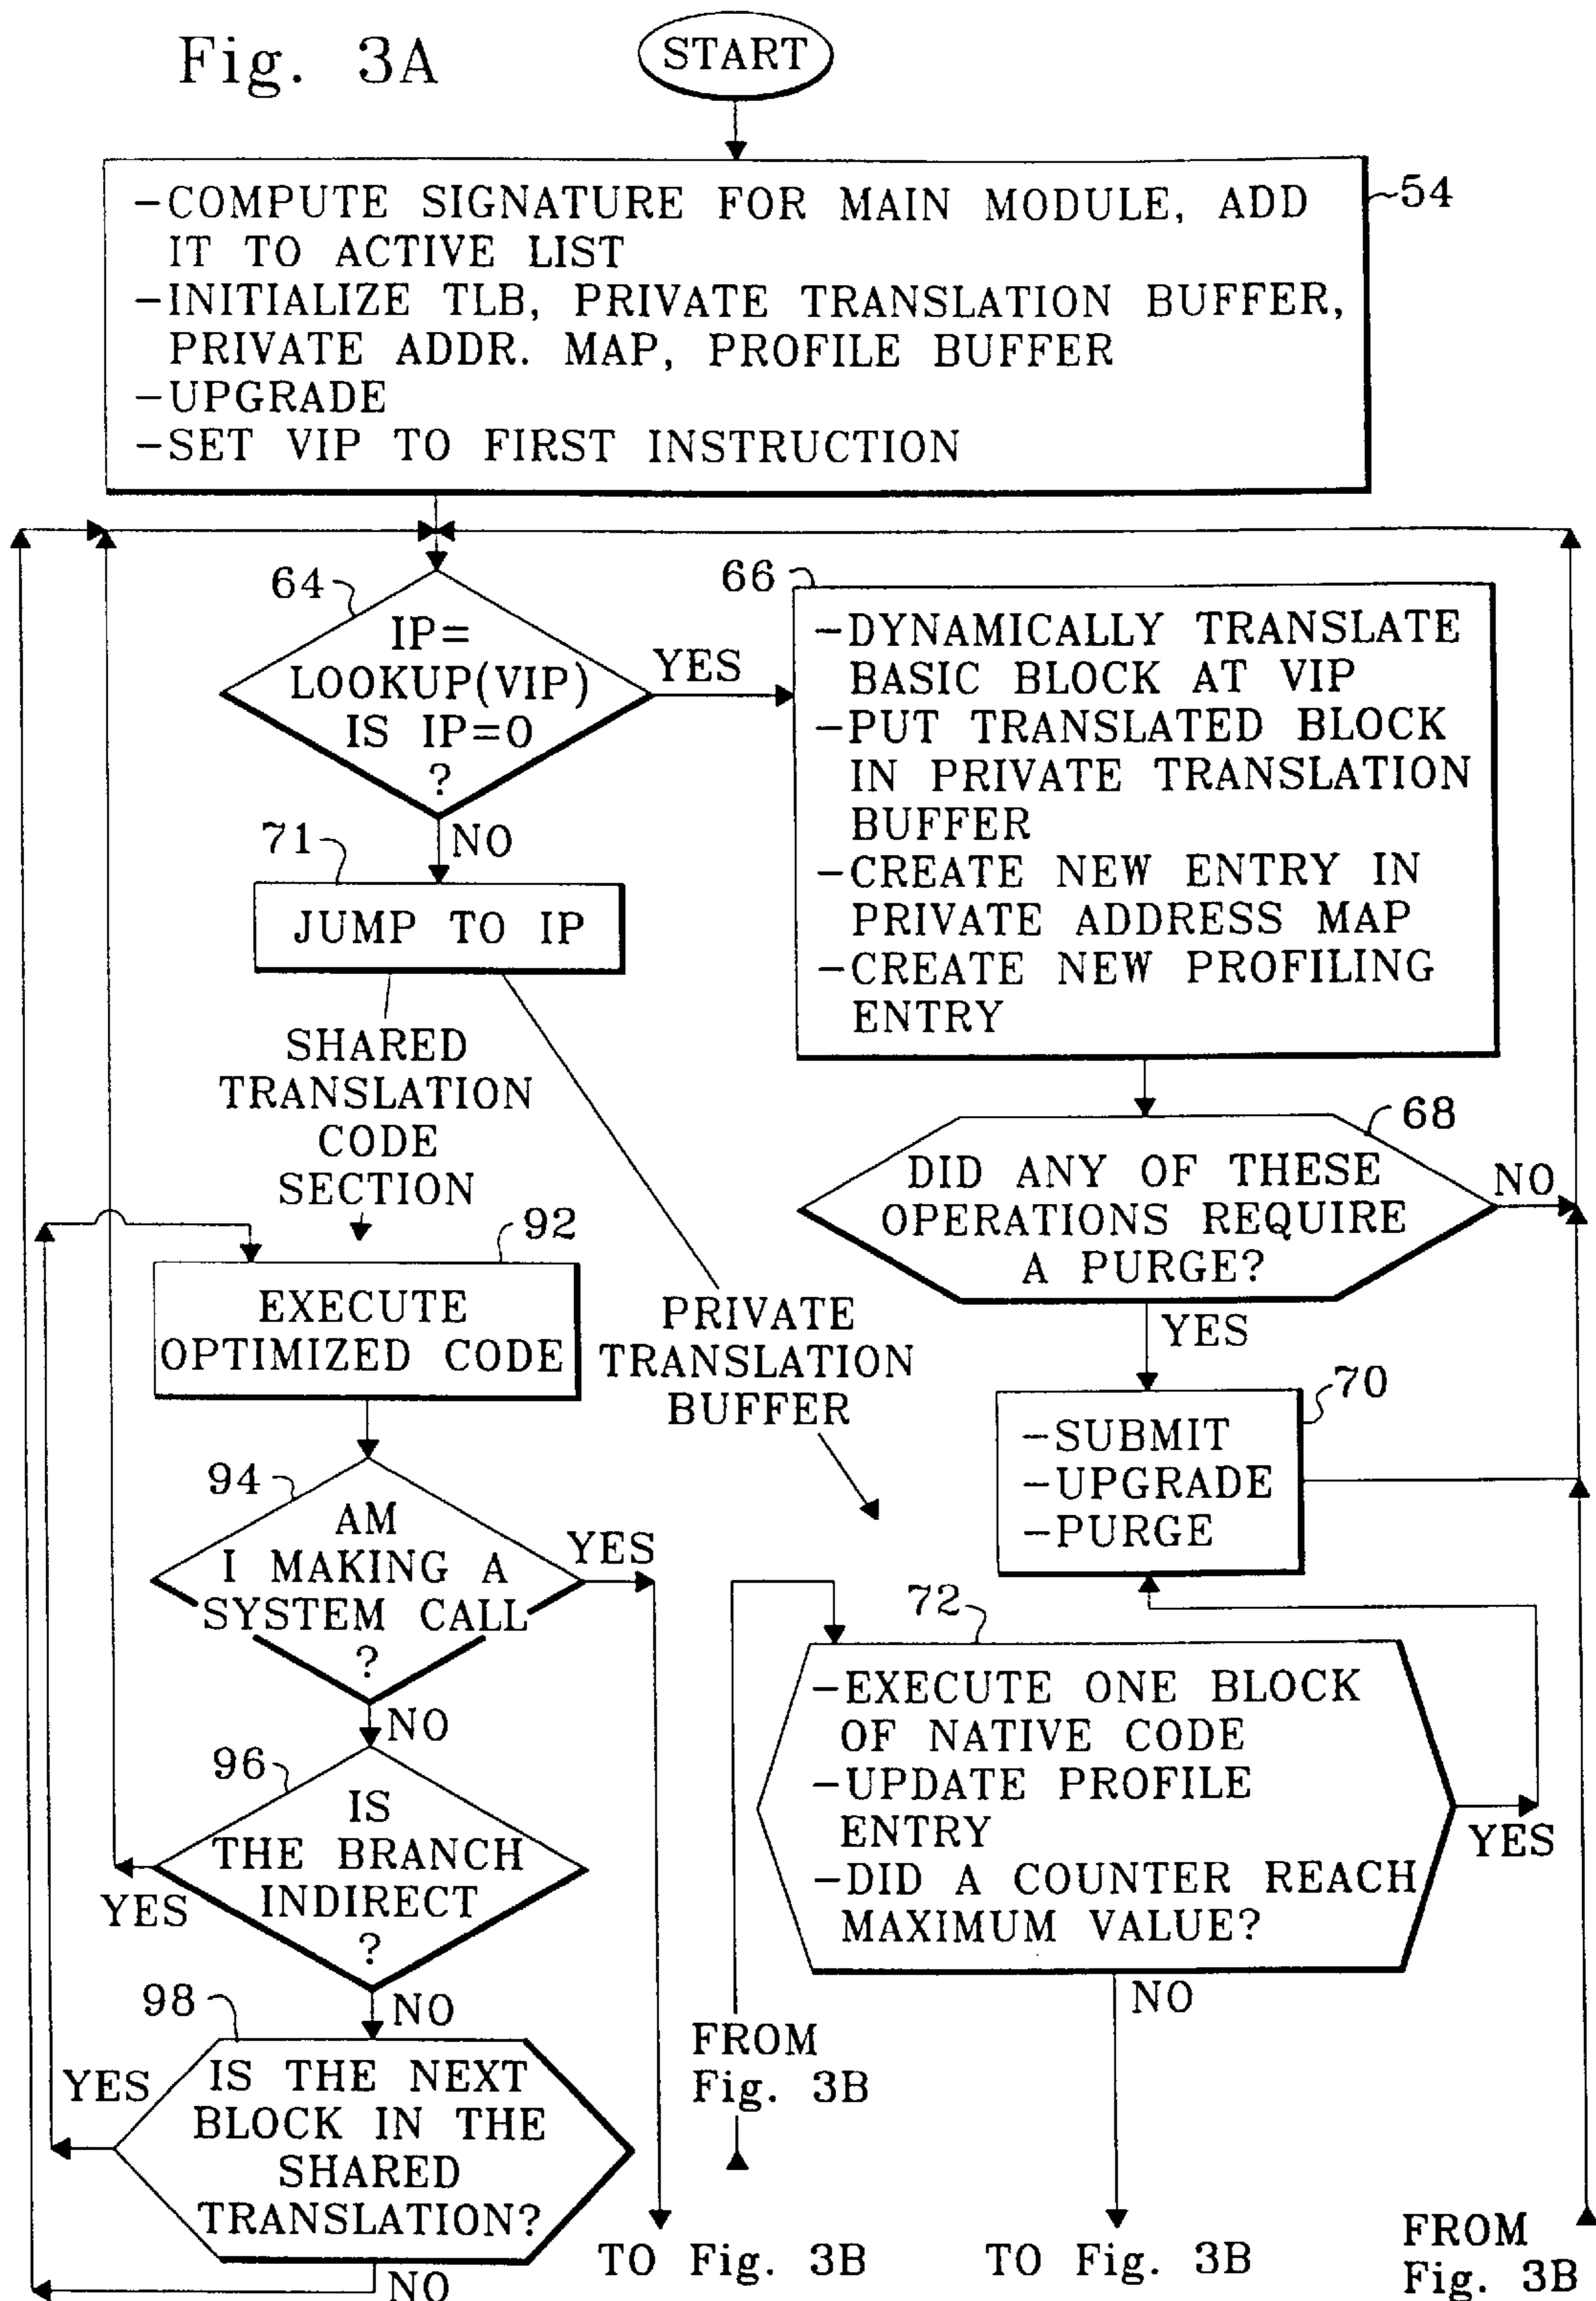 Fig. 3A
START
-COMPUTE SIGNATURE FOR MAIN MODULE, ADD
IT TO ACTIVE LIST
-INITIALIZE TLB, PRIVATE TRANSLATION BUFFER,
PRIVATE ADDR. MAP, PROFILE BUFFER
-UPGRADE
-SET VIP TO FIRST INSTRUCTION
54
64
IP=
LOOKUP(VIP)
IS IP=0
?
YES
NO
66
-DYNAMICALLY TRANSLATE
BASIC BLOCK AT VIP
-PUT TRANSLATED BLOCK
IN PRIVATE TRANSLATION
BUFFER
-CREATE NEW ENTRY IN
PRIVATE ADDRESS MAP
-CREATE NEW PROFILING
ENTRY
71
JUMP TO IP
SHARED
TRANSLATION
CODE
SECTION
68
DID ANY OF THESE
OPERATIONS REQUIRE
A PURGE?
NO
YES
92
EXECUTE
OPTIMIZED CODE
PRIVATE
TRANSLATION
BUFFER
70
-SUBMIT
-UPGRADE
-PURGE
94
AM
I MAKING A
SYSTEM CALL
?
YES
NO
72
-EXECUTE ONE BLOCK
OF NATIVE CODE
-UPDATE PROFILE
ENTRY
-DID A COUNTER REACH
MAXIMUM VALUE?
YES
NO
96
IS
THE BRANCH
INDIRECT
?
YES
NO
98
IS THE NEXT
BLOCK IN THE
SHARED
TRANSLATION?
YES
NO
FROM
Fig. 3B
TO Fig. 3B
TO Fig. 3B
FROM
Fig. 3B